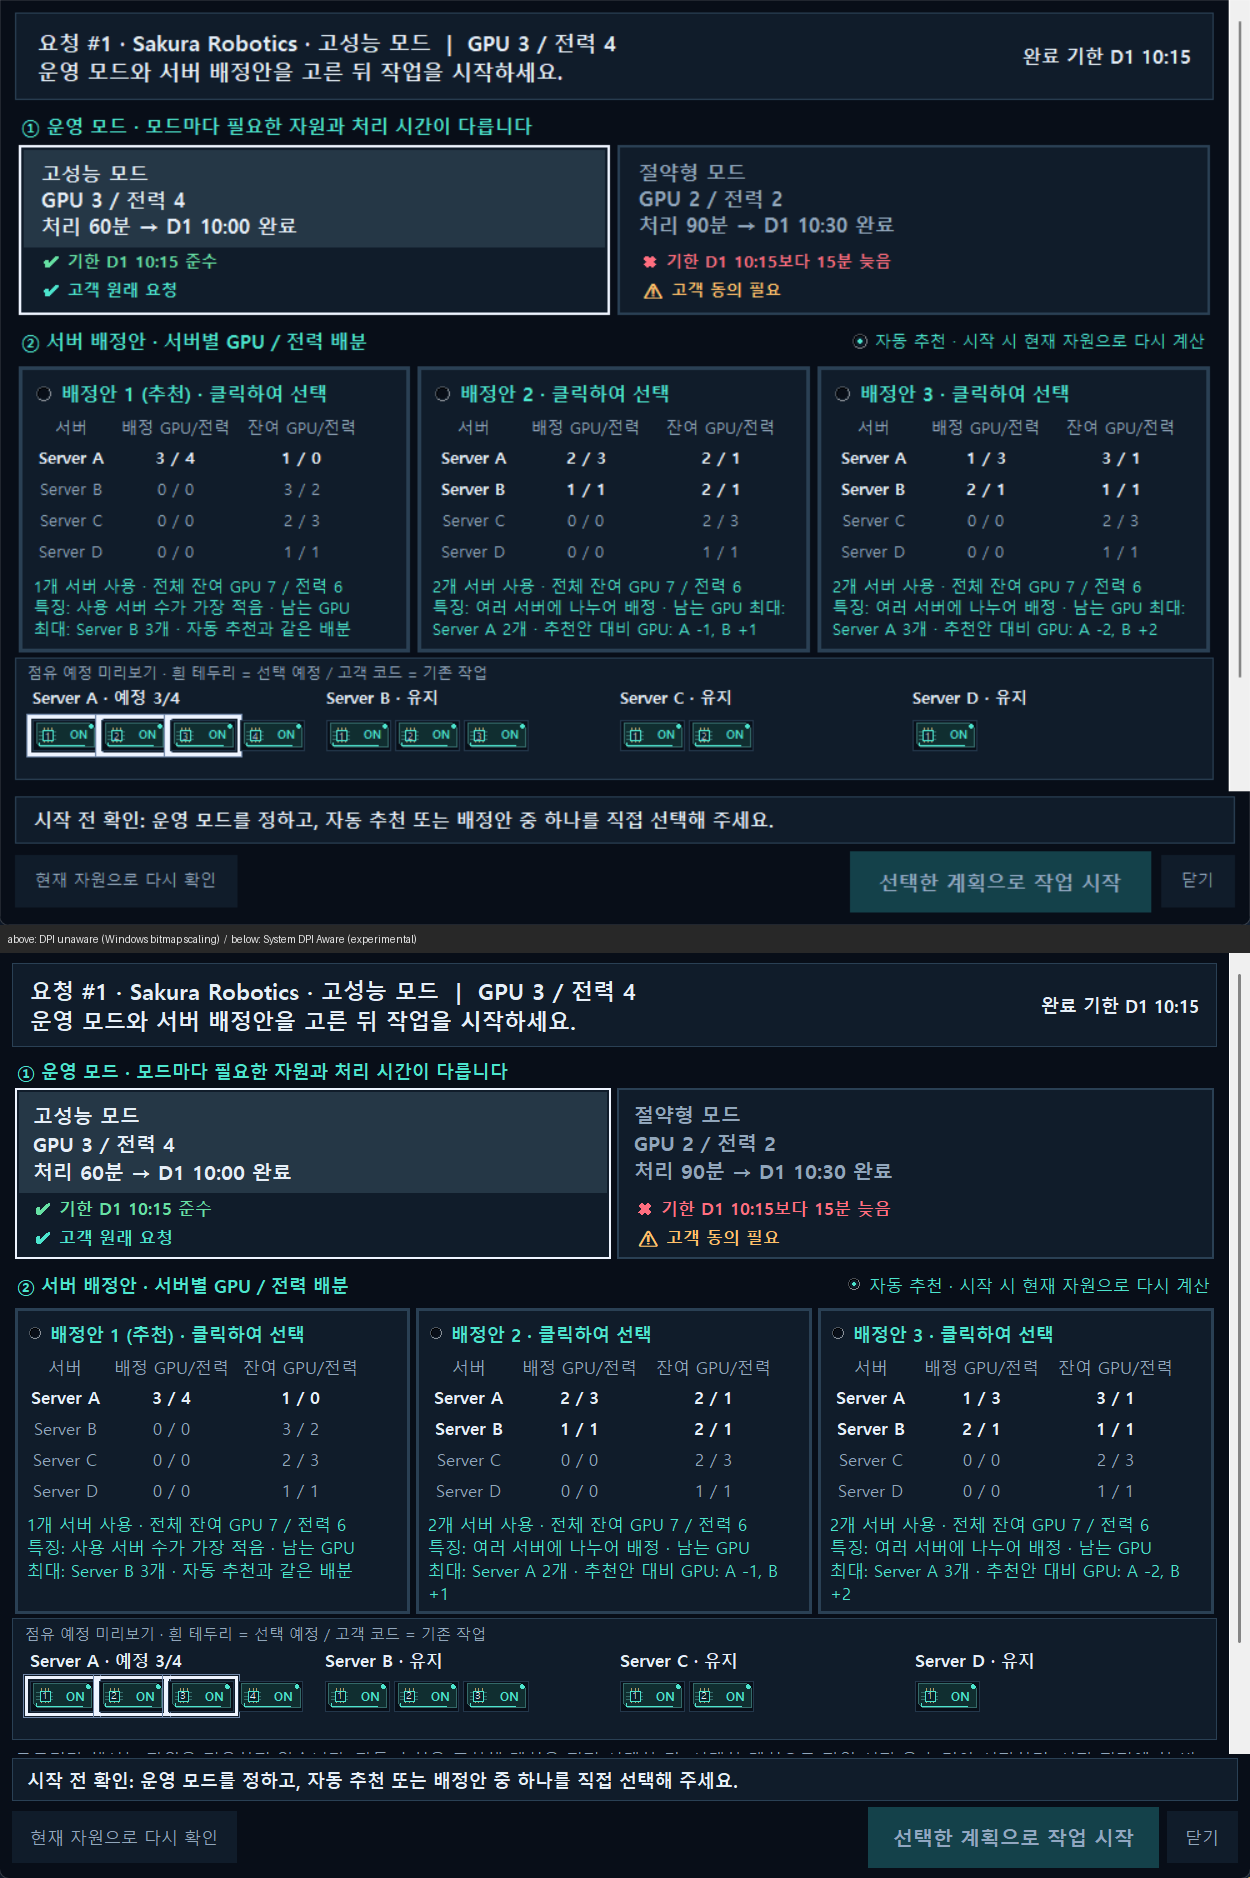 요청 #1 · Sakura Robotics · 고성능 모드 | GPU 3 / 전력 4
운영 모드와 서버 배정안을 고른 뒤 작업을 시작하세요.
완료 기한 D1 10:15
① 운영 모드 · 모드마다 필요한 자원과 처리 시간이 다릅니다
고성능 모드
GPU 3 / 전력 4
처리 60분 → D1 10:00 완료
✔ 기한 D1 10:15 준수
✔ 고객 원래 요청
절약형 모드
GPU 2 / 전력 2
처리 90분 → D1 10:30 완료
✖ 기한 D1 10:15보다 15분 늦음
⚠ 고객 동의 필요
② 서버 배정안 · 서버별 GPU / 전력 배분
자동 추천 · 시작 시 현재 자원으로 다시 계산
배정안 1 (추천) · 클릭하여 선택
서버 배정 GPU/전력 잔여 GPU/전력
Server A 3 / 4 1 / 0
Server B 0 / 0 3 / 2
Server C 0 / 0 2 / 3
Server D 0 / 0 1 / 1
1개 서버 사용 · 전체 잔여 GPU 7 / 전력 6
특징: 사용 서버 수가 가장 적음 · 남는 GPU
최대: Server B 3개 · 자동 추천과 같은 배분
배정안 2 · 클릭하여 선택
서버 배정 GPU/전력 잔여 GPU/전력
Server A 2 / 3 2 / 1
Server B 1 / 1 2 / 1
Server C 0 / 0 2 / 3
Server D 0 / 0 1 / 1
2개 서버 사용 · 전체 잔여 GPU 7 / 전력 6
특징: 여러 서버에 나누어 배정 · 남는 GPU 최대:
Server A 2개 · 추천안 대비 GPU: A -1, B +1
배정안 3 · 클릭하여 선택
서버 배정 GPU/전력 잔여 GPU/전력
Server A 1 / 3 3 / 1
Server B 2 / 1 1 / 1
Server C 0 / 0 2 / 3
Server D 0 / 0 1 / 1
2개 서버 사용 · 전체 잔여 GPU 7 / 전력 6
특징: 여러 서버에 나누어 배정 · 남는 GPU 최대:
Server A 3개 · 추천안 대비 GPU: A -2, B +2
점유 예정 미리보기 · 흰 테두리 = 선택 예정 / 고객 코드 = 기존 작업
Server A · 예정 3/4
1 ON 2 ON 3 ON 4 ON
Server B · 유지
1 ON 2 ON 3 ON
Server C · 유지
1 ON 2 ON
Server D · 유지
1 ON
시작 전 확인: 운영 모드를 정하고, 자동 추천 또는 배정안 중 하나를 직접 선택해 주세요.
현재 자원으로 다시 확인
선택한 계획으로 작업 시작
닫기
above: DPI unaware (Windows bitmap scaling) / below: System DPI Aware (experimental)
요청 #1 · Sakura Robotics · 고성능 모드 | GPU 3 / 전력 4
운영 모드와 서버 배정안을 고른 뒤 작업을 시작하세요.
완료 기한 D1 10:15
① 운영 모드 · 모드마다 필요한 자원과 처리 시간이 다릅니다
고성능 모드
GPU 3 / 전력 4
처리 60분 → D1 10:00 완료
✔ 기한 D1 10:15 준수
✔ 고객 원래 요청
절약형 모드
GPU 2 / 전력 2
처리 90분 → D1 10:30 완료
✖ 기한 D1 10:15보다 15분 늦음
⚠ 고객 동의 필요
② 서버 배정안 · 서버별 GPU / 전력 배분
자동 추천 · 시작 시 현재 자원으로 다시 계산
배정안 1 (추천) · 클릭하여 선택
서버 배정 GPU/전력 잔여 GPU/전력
Server A 3 / 4 1 / 0
Server B 0 / 0 3 / 2
Server C 0 / 0 2 / 3
Server D 0 / 0 1 / 1
1개 서버 사용 · 전체 잔여 GPU 7 / 전력 6
특징: 사용 서버 수가 가장 적음 · 남는 GPU
최대: Server B 3개 · 자동 추천과 같은 배분
배정안 2 · 클릭하여 선택
서버 배정 GPU/전력 잔여 GPU/전력
Server A 2 / 3 2 / 1
Server B 1 / 1 2 / 1
Server C 0 / 0 2 / 3
Server D 0 / 0 1 / 1
2개 서버 사용 · 전체 잔여 GPU 7 / 전력 6
특징: 여러 서버에 나누어 배정 · 남는 GPU
최대: Server A 2개 · 추천안 대비 GPU: A -1, B
+1
배정안 3 · 클릭하여 선택
서버 배정 GPU/전력 잔여 GPU/전력
Server A 1 / 3 3 / 1
Server B 2 / 1 1 / 1
Server C 0 / 0 2 / 3
Server D 0 / 0 1 / 1
2개 서버 사용 · 전체 잔여 GPU 7 / 전력 6
특징: 여러 서버에 나누어 배정 · 남는 GPU
최대: Server A 3개 · 추천안 대비 GPU: A -2, B
+2
점유 예정 미리보기 · 흰 테두리 = 선택 예정 / 고객 코드 = 기존 작업
Server A · 예정 3/4
1 ON 2 ON 3 ON 4 ON
Server B · 유지
1 ON 2 ON 3 ON
Server C · 유지
1 ON 2 ON
Server D · 유지
1 ON
시작 전 확인: 운영 모드를 정하고, 자동 추천 또는 배정안 중 하나를 직접 선택해 주세요.
현재 자원으로 다시 확인
선택한 계획으로 작업 시작
닫기